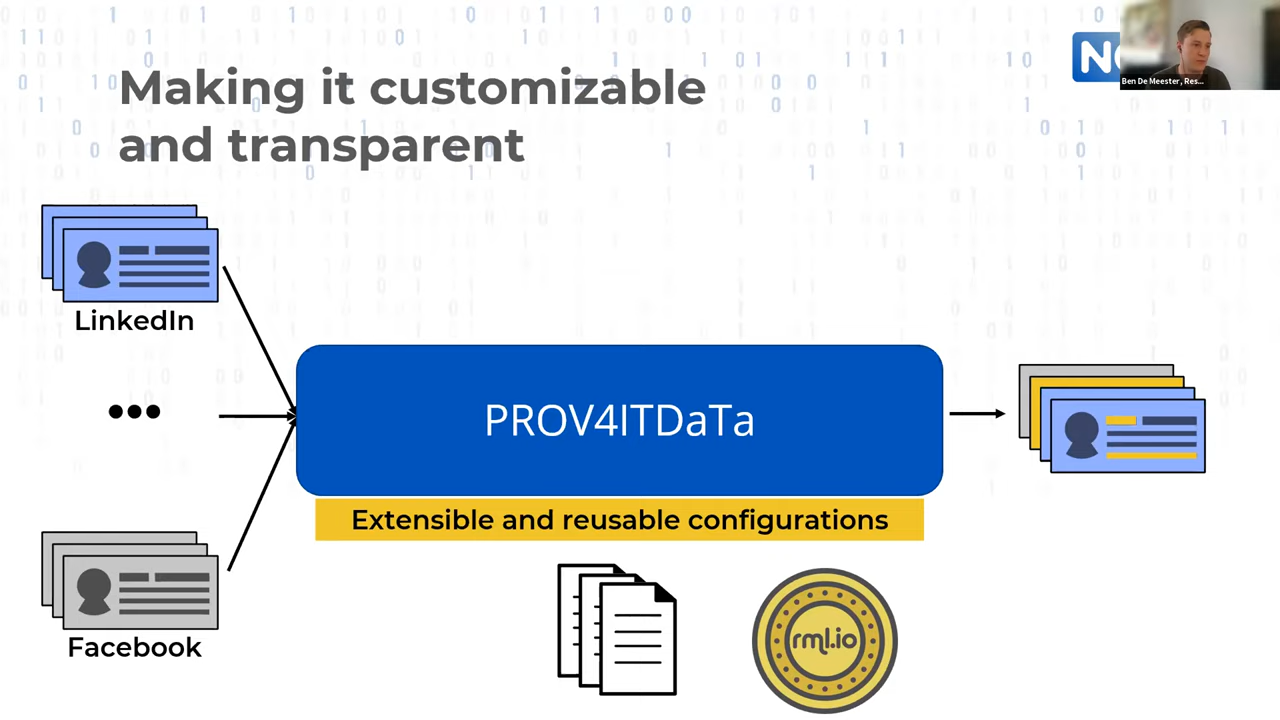 Making it customizable
and transparent
Ben De Meester, Res...
LinkedIn
PROV4ITDaTa
Extensible and reusable configurations
Facebook
rml.io